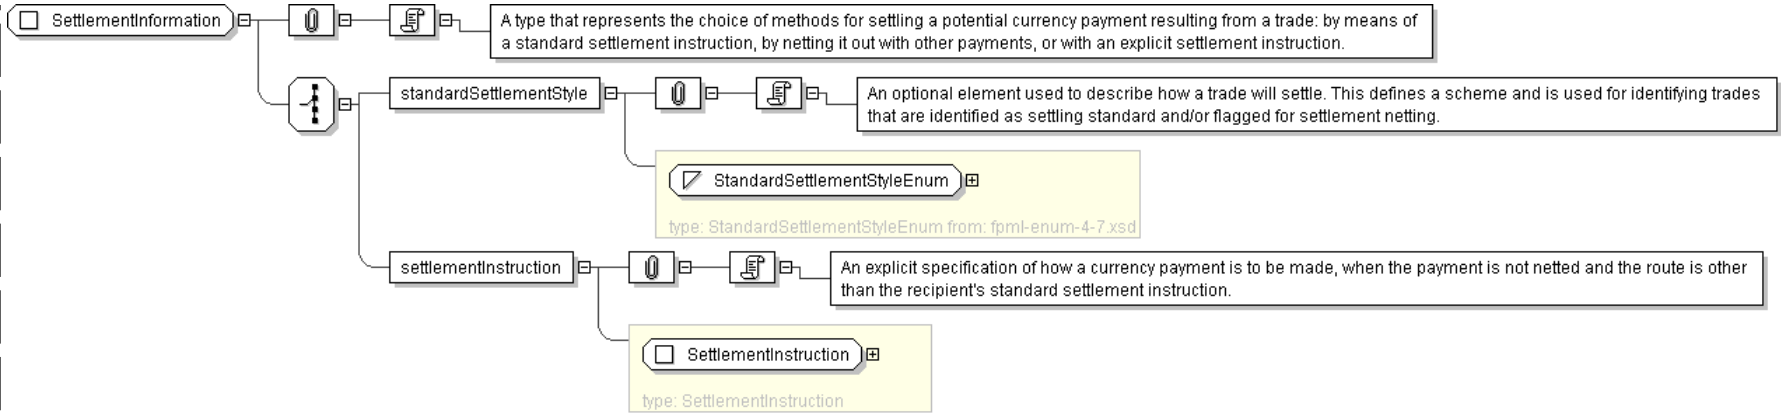 SettlementInformation
A type that represents the choice of methods for settling a potential currency payment resulting from a trade: by means of
a standard settlement instruction, by netting it out with other payments, or with an explicit settlement instruction.
standardSettlementStyle
An optional element used to describe how a trade will settle. This defines a scheme and is used for identifying trades
that are identified as settling standard and/or flagged for settlement netting.
StandardSettlementStyleEnum
type: StandardSettlementStyleEnum from: fpml-enum-4-7.xsd
settlementInstruction
An explicit specification of how a currency payment is to be made, when the payment is not netted and the route is other
than the recipient's standard settlement instruction.
SettlementInstruction
type: SettlementInstruction